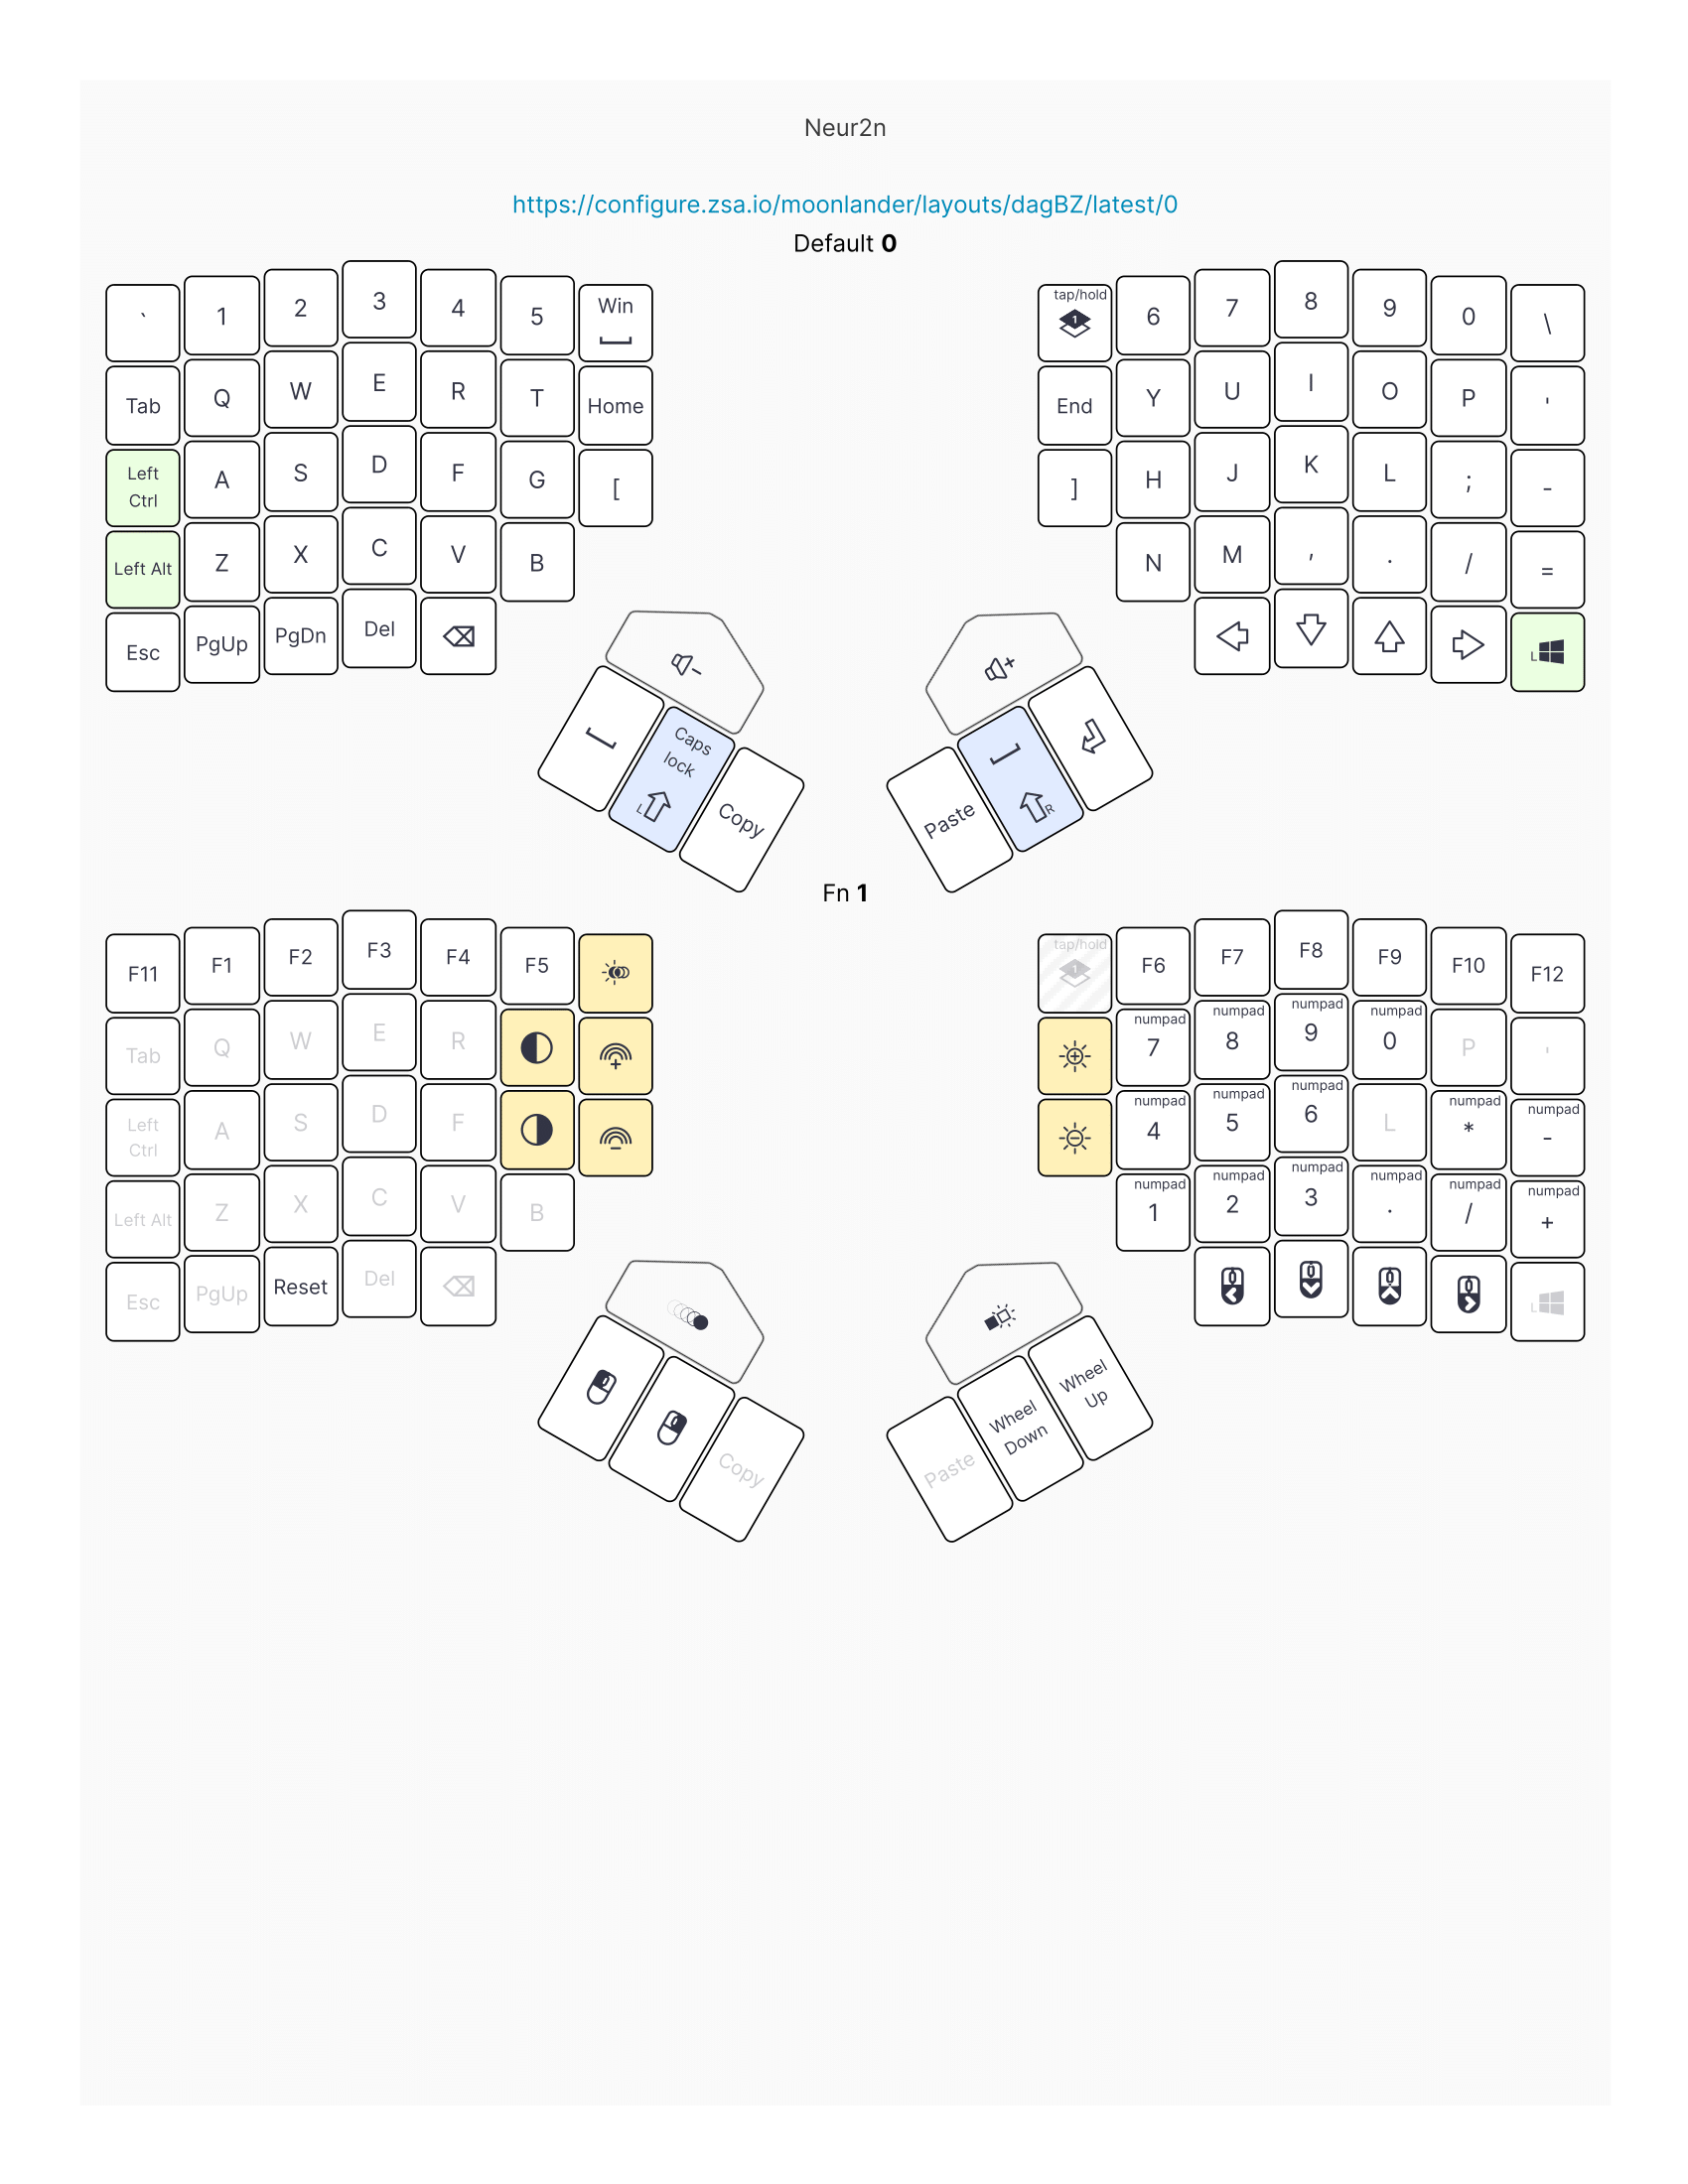 Neur2n
https://configure.zsa.io/moonlander/layouts/dagBZ/latest/0
Default 0
` 1 2 3 4 5 Win
tap/hold 1 6 7 8 9 0 \
Tab Q W E R T Home
End Y U I O P '
Left Ctrl A S D F G [
] H J K L ; -
Left Alt Z X C V B
N M , . / =
Esc PgUp PgDn Del
L
Caps
lock
L
Copy
Paste
R
Fn 1
F11 F1 F2 F3 F4 F5
tap/hold 1 F6 F7 F8 F9 F10 F12
Tab Q W E R
numpad 7 numpad 8 numpad 9 numpad 0 P '
Left Ctrl A S D F
numpad 4 numpad 5 numpad 6 L numpad * numpad -
Left Alt Z X C V B
numpad 1 numpad 2 numpad 3 numpad . numpad / numpad +
Esc PgUp Reset Del
L
Copy
Paste
Wheel
Down
Wheel
Up